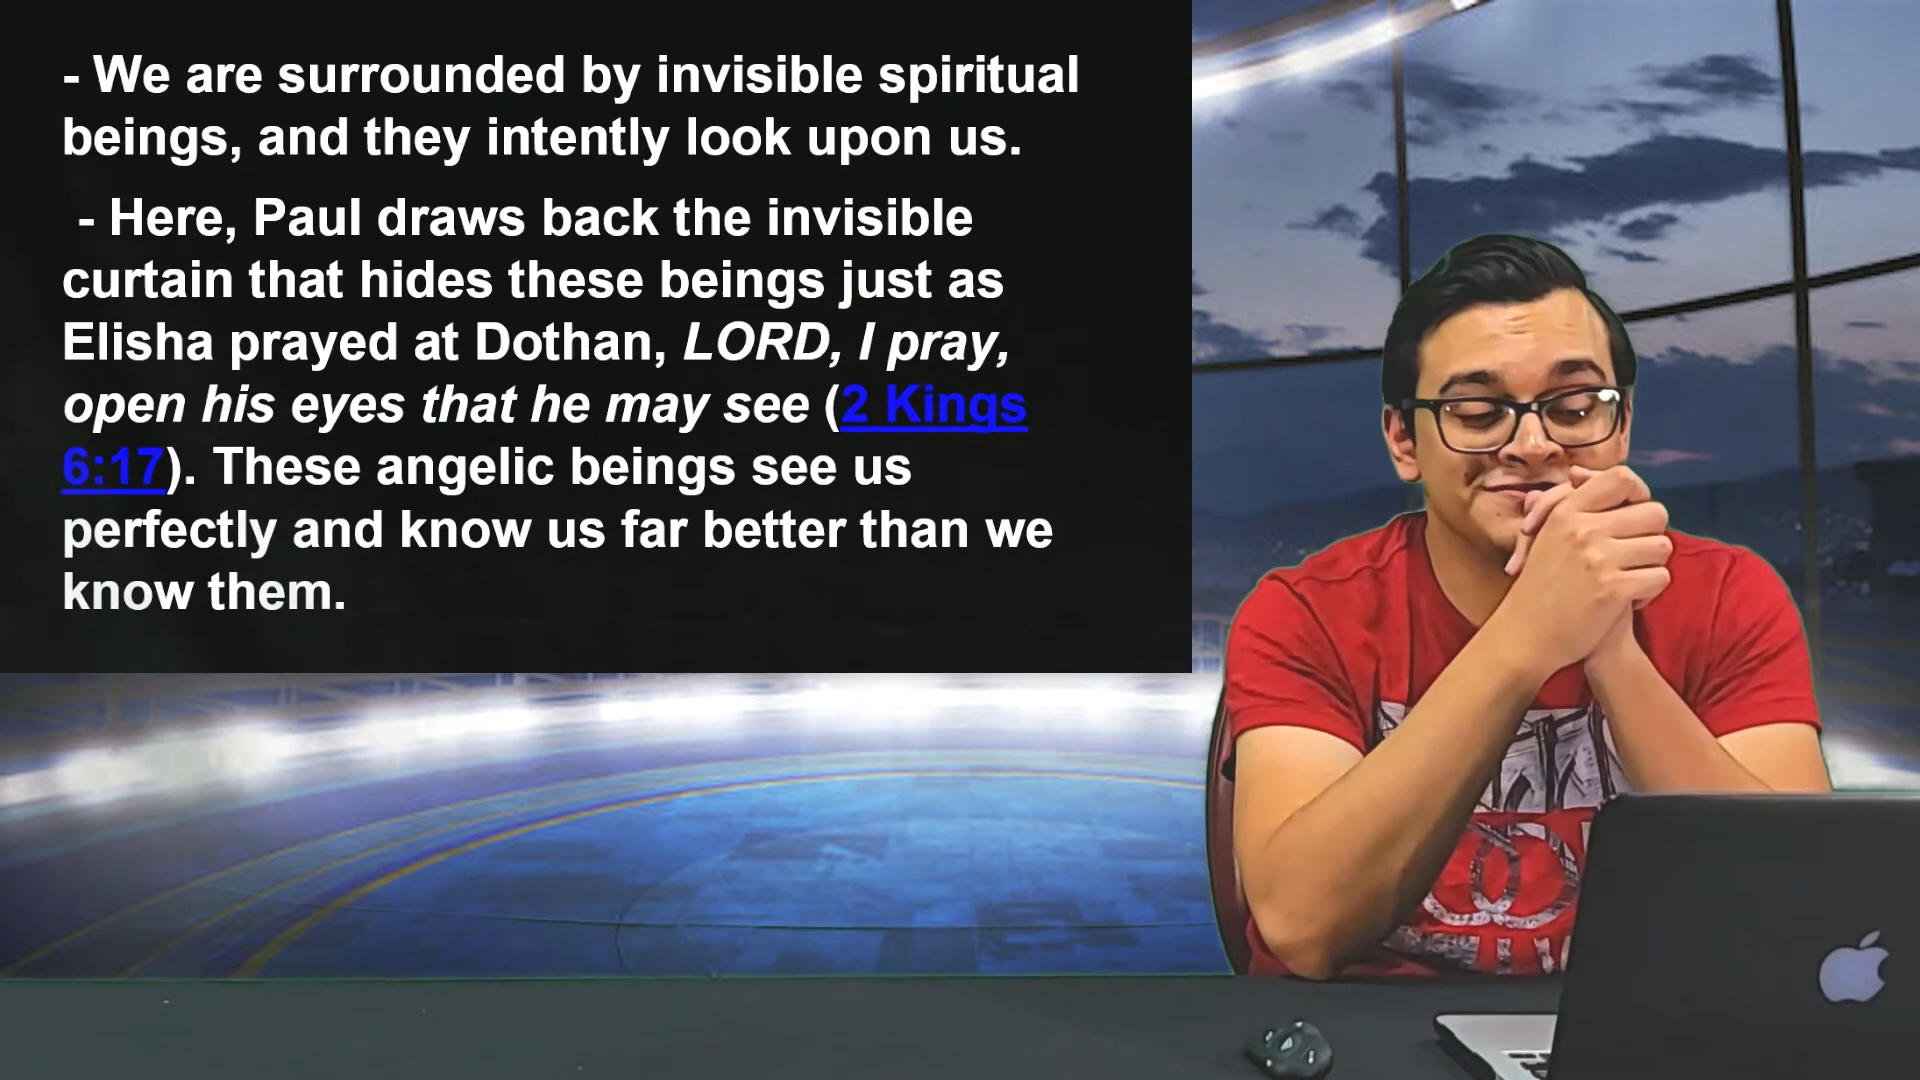 - We are surrounded by invisible spiritual
beings, and they intently look upon us.
- Here, Paul draws back the invisible
curtain that hides these beings just as
Elisha prayed at Dothan, LORD, I pray,
open his eyes that he may see (2 Kings
6:17). These angelic beings see us
perfectly and know us far better than we
know them.